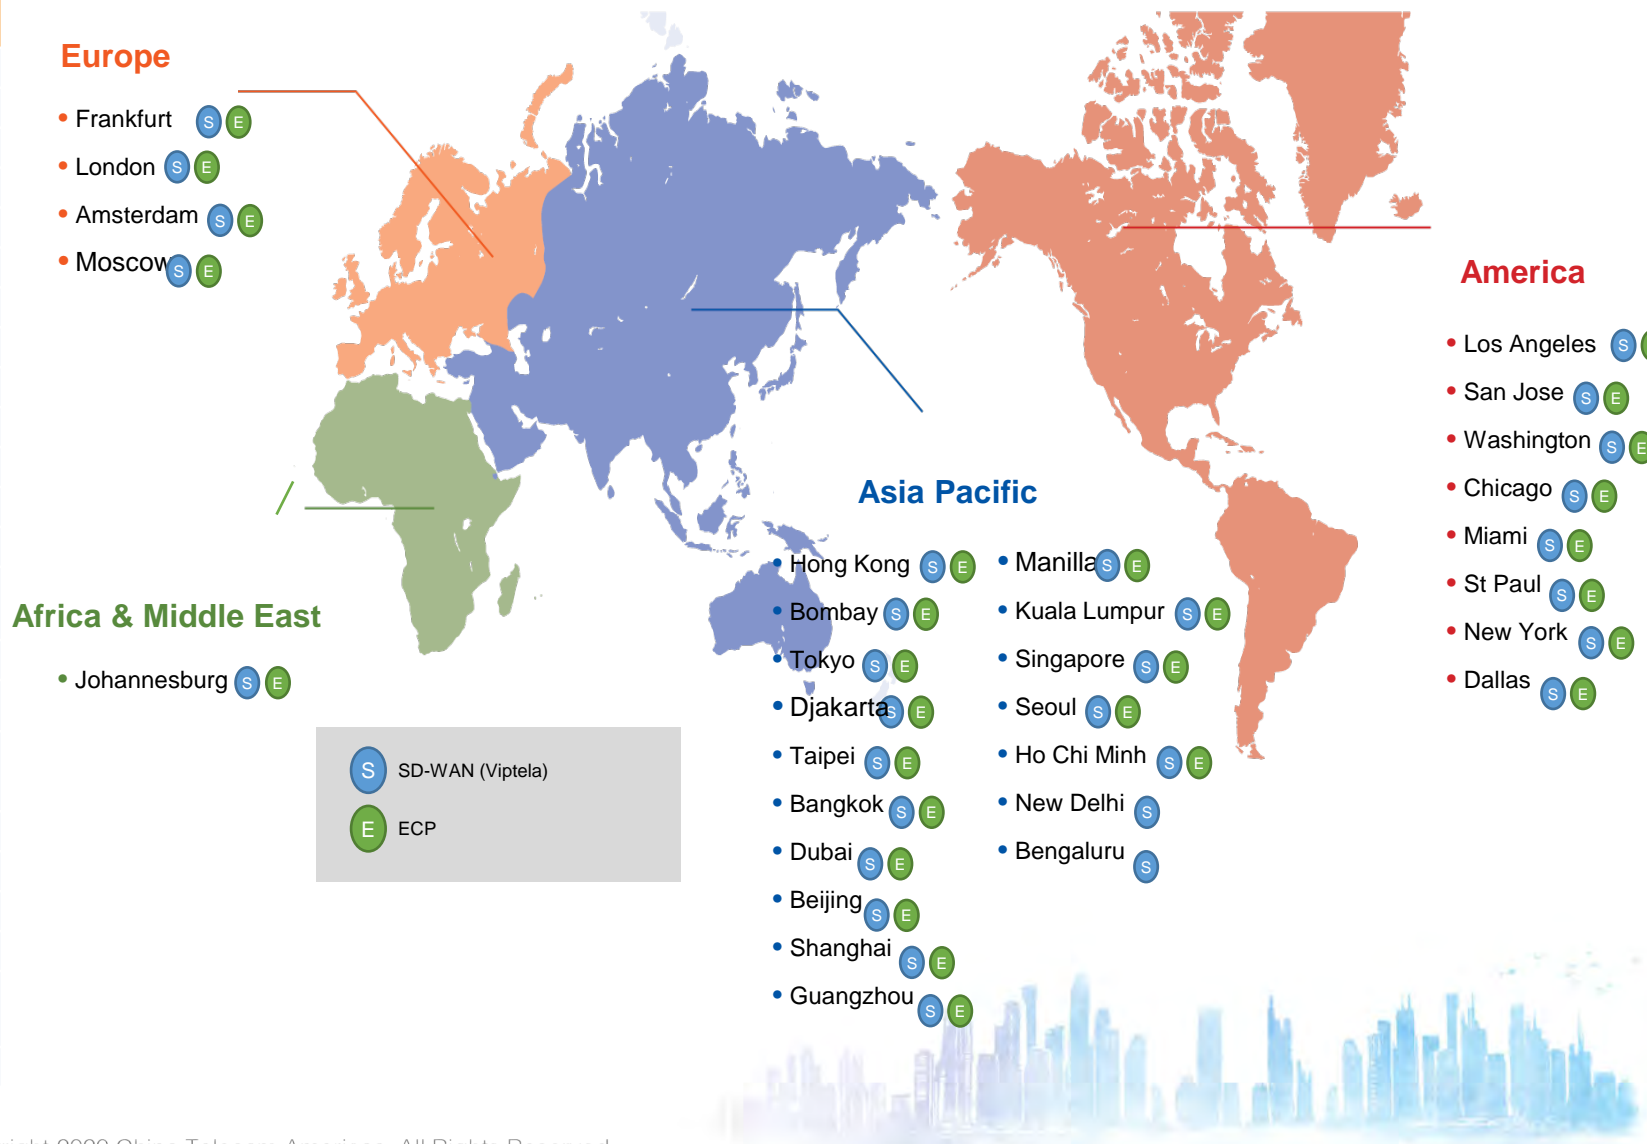 Europe
• Frankfurt S E
• London S E
• Amsterdam S E
• Moscow S E
America
• Los Angeles S
• San Jose S E
• Washington S E
• Chicago S E
• Miami S E
• St Paul S E
• New York S E
• Dallas S E
Asia Pacific
• Hong Kong S E
• Bombay S E
• Tokyo S E
• Djakarta S E
• Taipei S E
• Bangkok S E
• Dubai S E
• Beijing S E
• Shanghai S E
• Guangzhou S E
• Manilla S E
• Kuala Lumpur S E
• Singapore S E
• Seoul S E
• Ho Chi Minh S E
• New Delhi S
• Bengaluru S
Africa & Middle East
• Johannesburg S E
S SD-WAN (Viptela)
E ECP